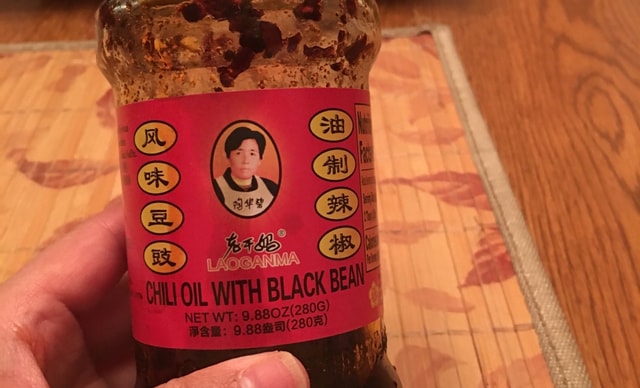 风味豆豉
油制辣椒
陶华碧
老干妈®
LAOGANMA
CHILI OIL WITH BLACK BEAN
NET WT: 9.88OZ(280G)
淨含量: 9.88盎司(280克)